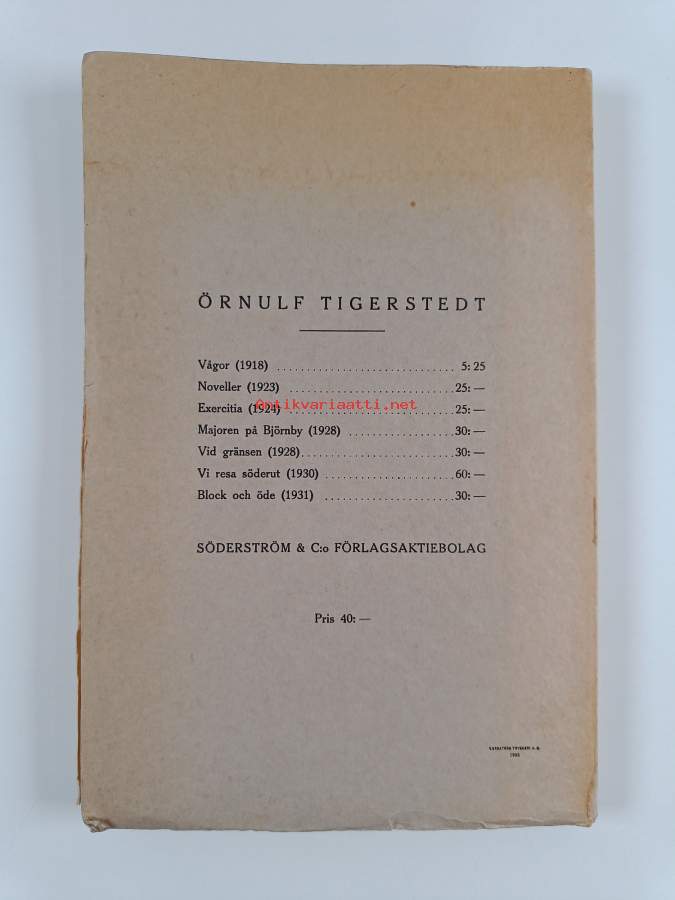 ÖRNULF TIGERSTEDT
Vågor (1918) 5: 25
Noveller (1923) 25: —
Exercitia (1924) 25: —
Antikvariaatti.net
Majoren på Björnby (1928) 30: —
Vid gränsen (1928) 30: —
Vi resa söderut (1930) 60: —
Block och öde (1931) 30: —
SÖDERSTRÖM & C:o FÖRLAGSAKTIEBOLAG
Pris 40: —